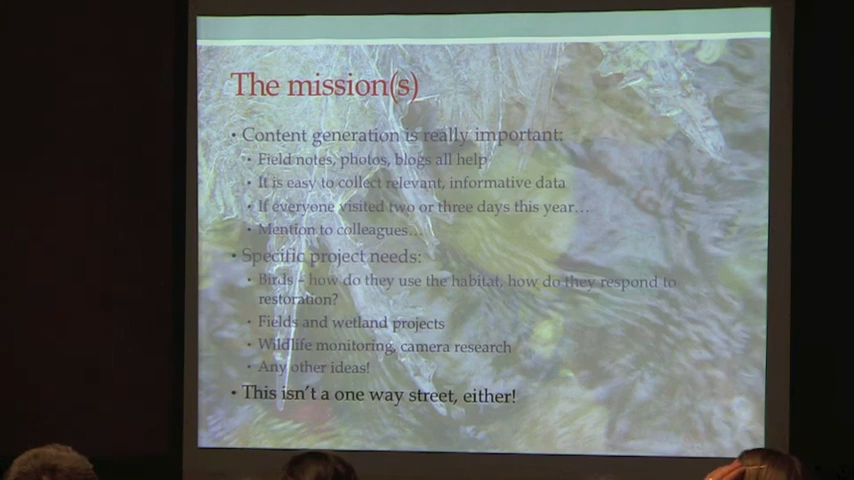 The mission(s)
• Content generation is really important:
• Field notes, photos, blogs all help
• It is easy to collect relevant, informative data
• If everyone visited two or three days this year…
• Mention to colleagues…
• Specific project needs:
• Birds – how do they use the habitat, how do they respond to
restoration?
• Fields and wetland projects
• Wildlife monitoring, camera research
• Any other ideas!
• This isn't a one way street, either!